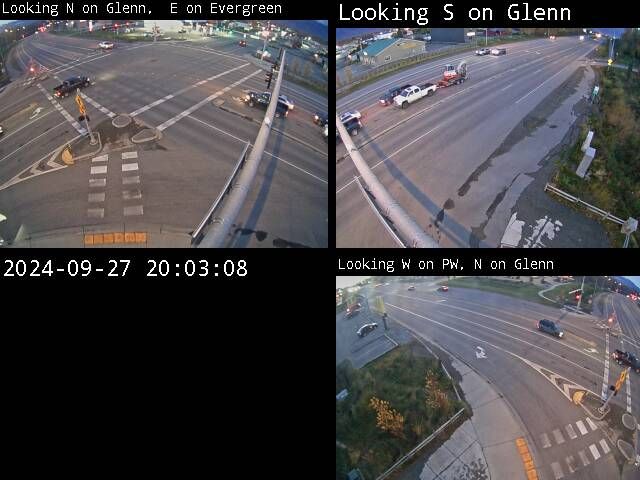 Looking N on Glenn, E on Evergreen
Looking S on Glenn
2024-09-27 20:03:08
Looking W on PW, N on Glenn